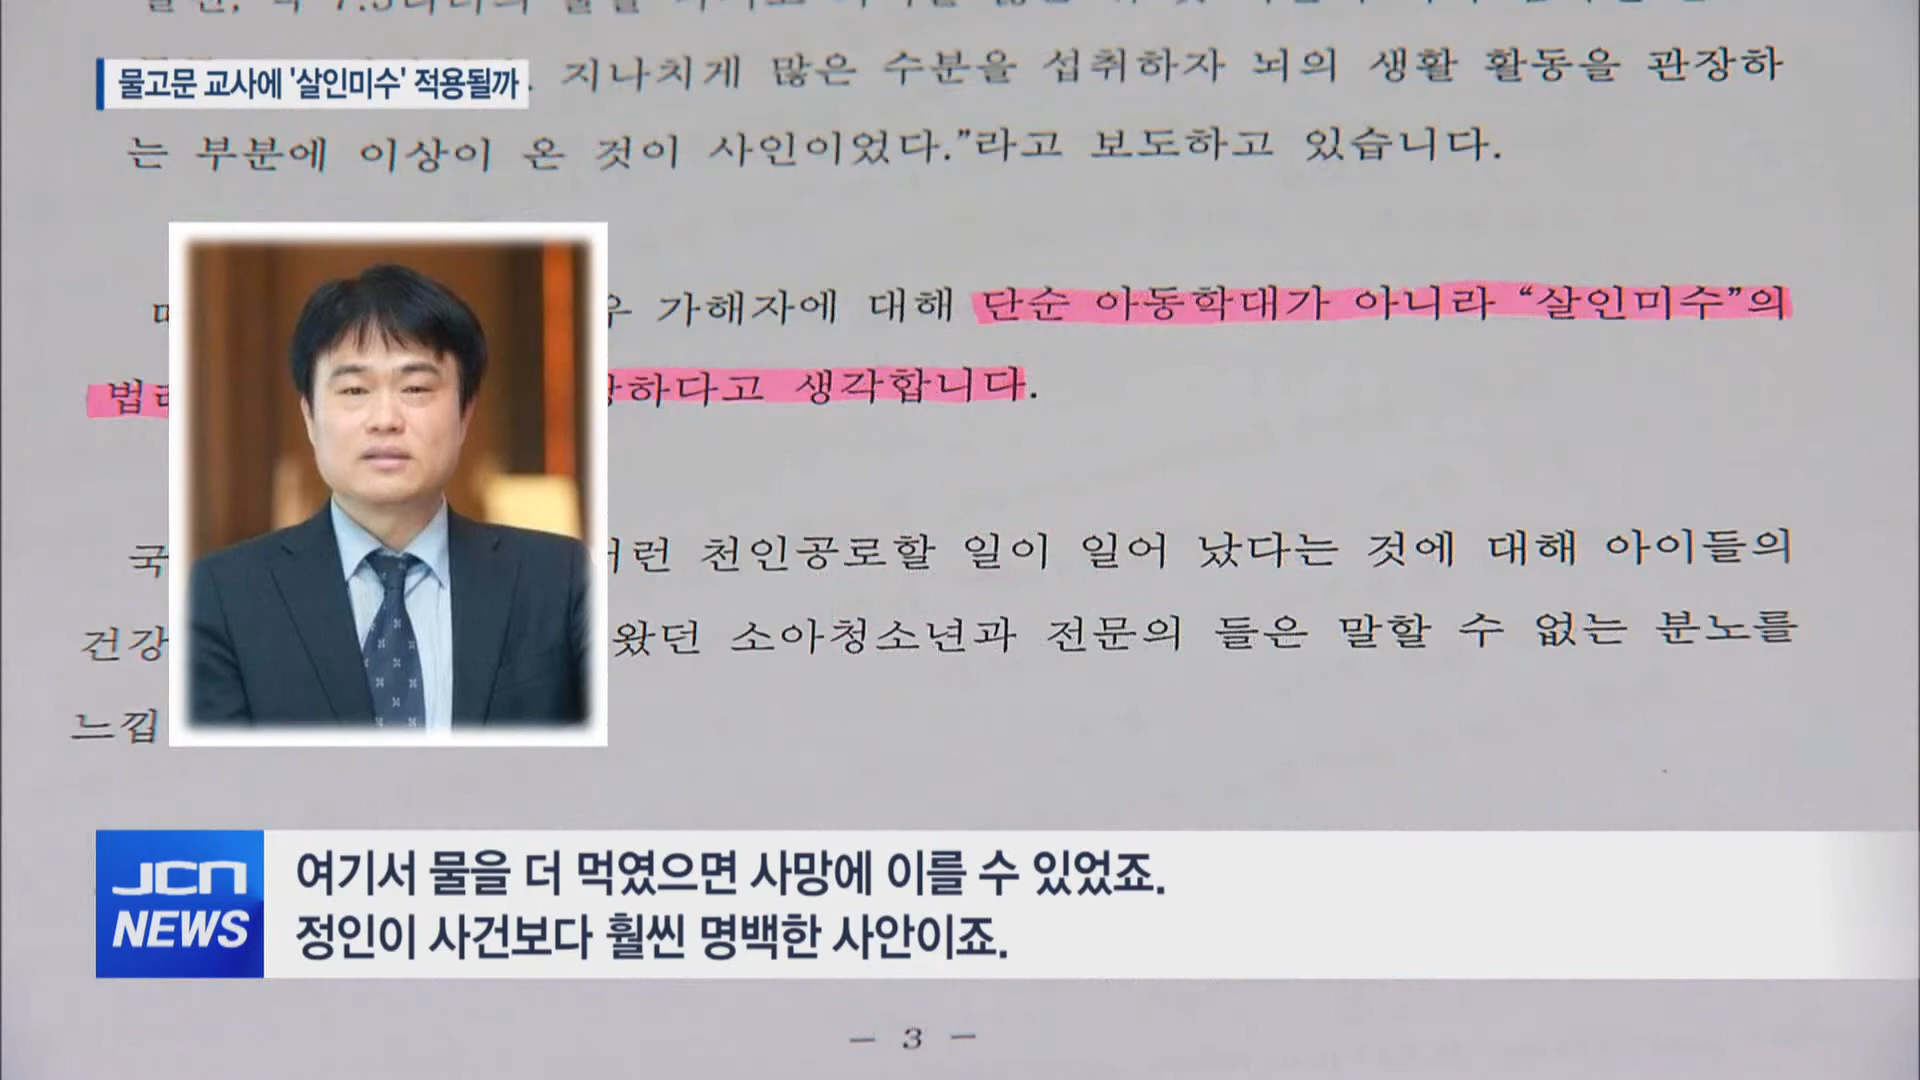 물고문 교사에 '살인미수' 적용될까
지나치게 많은 수분을 섭취하자 뇌의 생활 활동을 관장하
는 부분에 이상이 온 것이 사인이었다.”라고 보도하고 있습니다.
가해자에 대해 단순 아동학대가 아니라 “살인미수”의
하다고 생각합니다.
국 천인공로할 일이 일어 났다는 것에 대해 아이들의
건강 왔던 소아청소년과 전문의 들은 말할 수 없는 분노를
느낍
JCN
NEWS
여기서 물을 더 먹였으면 사망에 이를 수 있었죠.
정인이 사건보다 훨씬 명백한 사안이죠.
- 3 -